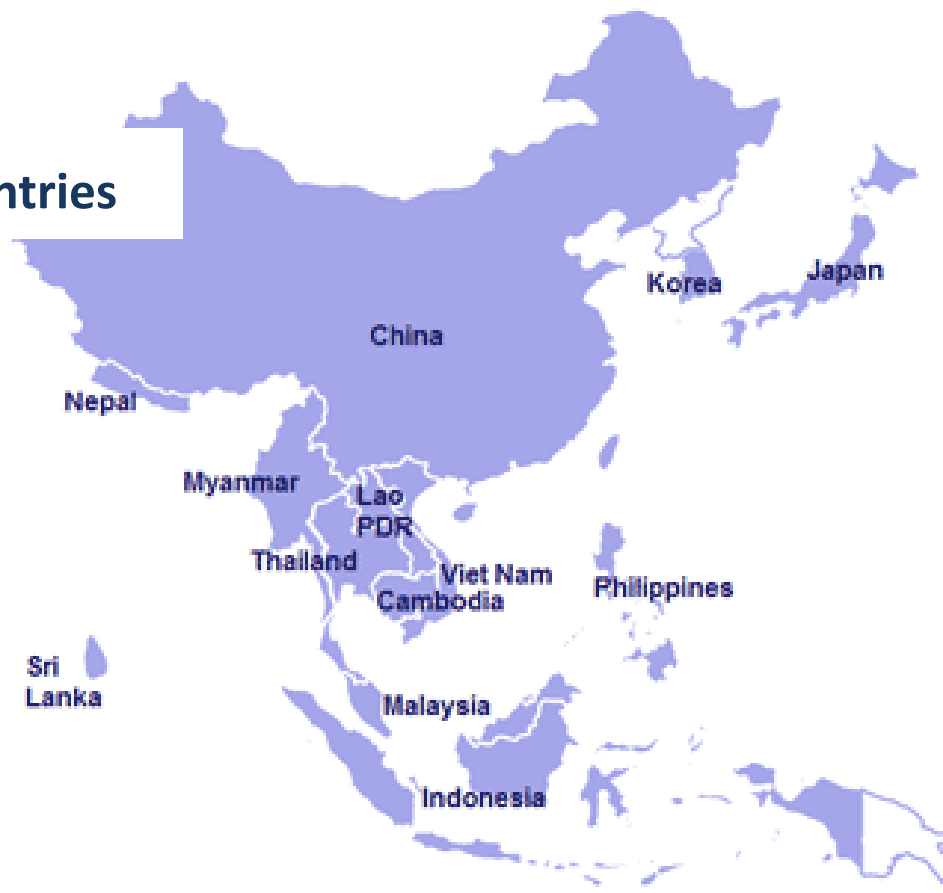 ntries
Korea
Japan
China
Nepal
Myanmar
Lao
PDR
Thailand
Viet Nam
Cambodia
Philippines
Sri
Lanka
Malaysia
Indonesia